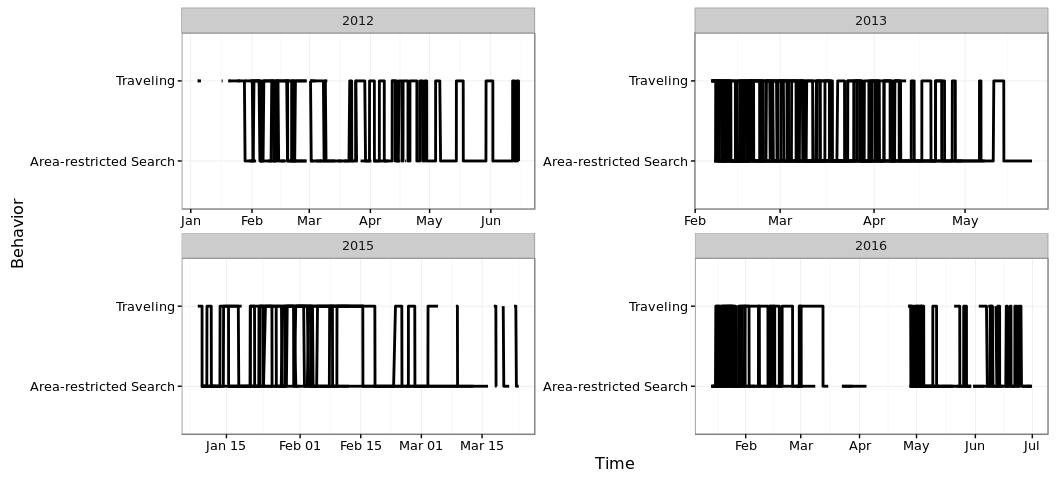 2012
2013
Traveling
Area-restricted Search
Traveling
Area-restricted Search
Jan Feb Mar Apr May Jun
Feb Mar Apr May
2015
2016
Traveling
Area-restricted Search
Traveling
Area-restricted Search
Jan 15 Feb 01 Feb 15 Mar 01 Mar 15
Feb Mar Apr May Jun Jul
Behavior
Time